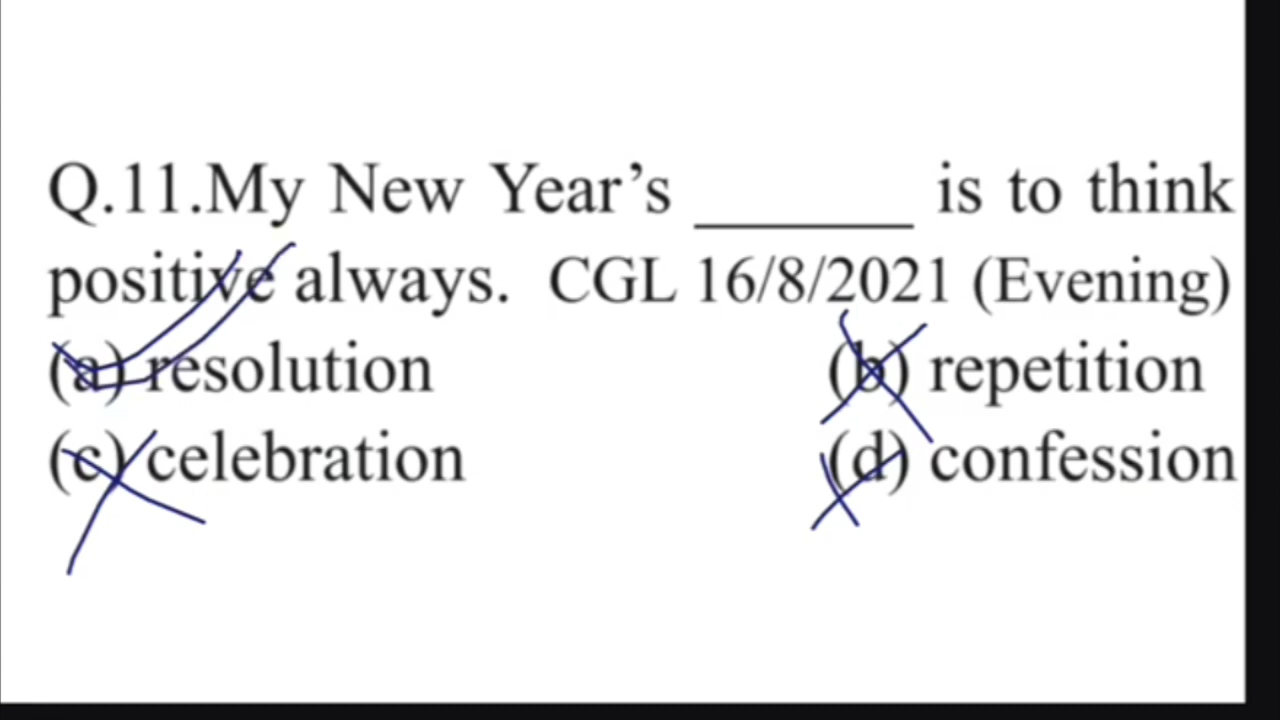 Q.11.My New Year’s _______ is to think
positive always. CGL 16/8/2021 (Evening)
(a) resolution (b) repetition
(c) celebration (d) confession